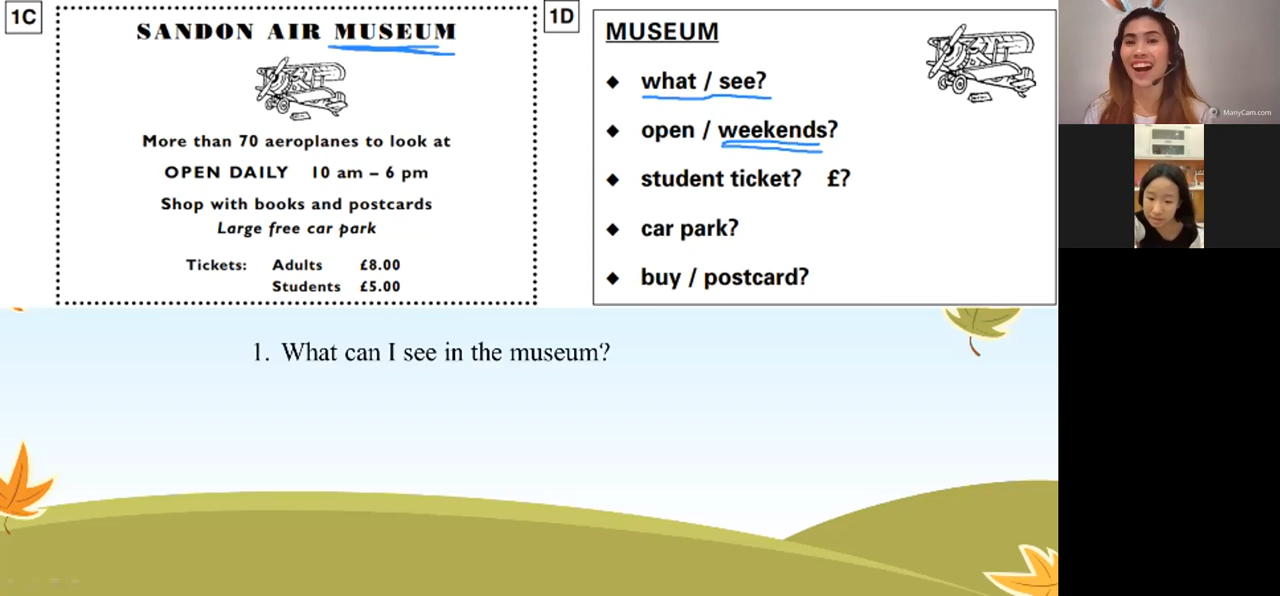 1C
SANDON AIR MUSEUM
More than 70 aeroplanes to look at
OPEN DAILY 10 am – 6 pm
Shop with books and postcards
Large free car park
Tickets: Adults £8.00
Students £5.00
1D
MUSEUM
◆ what / see?
◆ open / weekends?
◆ student ticket? £?
◆ car park?
◆ buy / postcard?
1. What can I see in the museum?
ManyCam.com